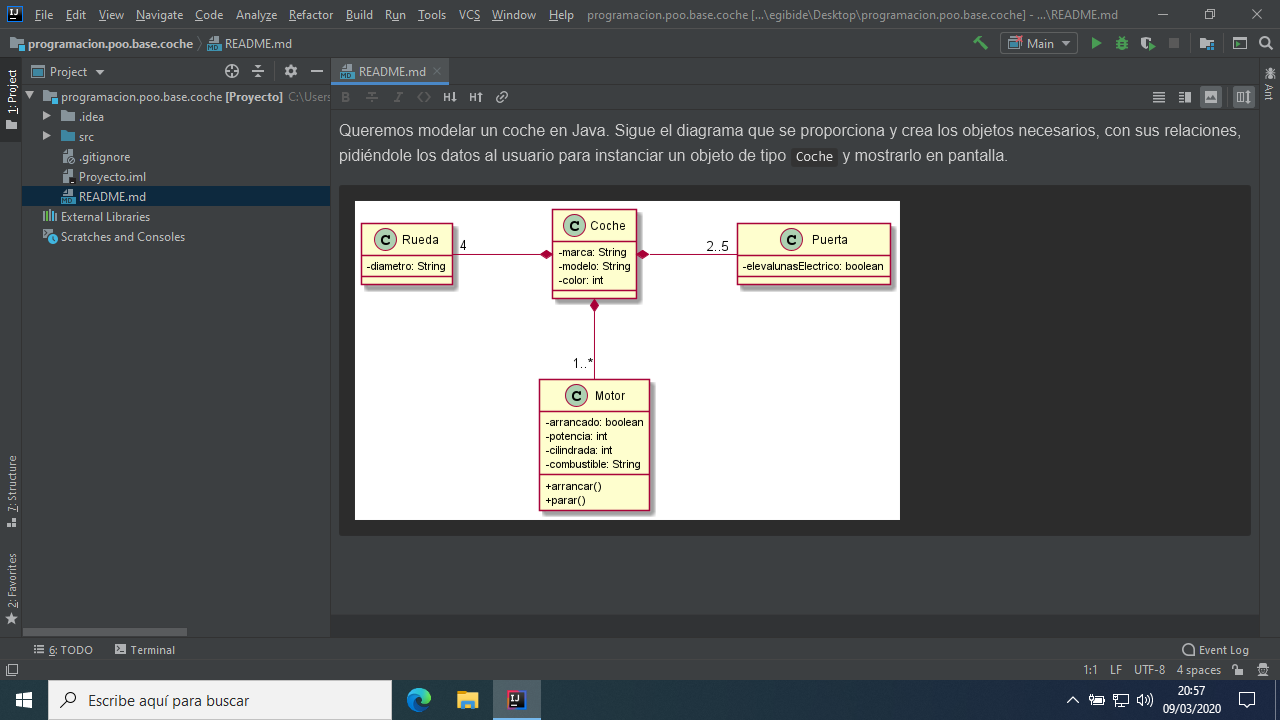 File Edit View Navigate Code Analyze Refactor Build Run Tools VCS Window Help programacion.poo.base.coche [...\egibide\Desktop\programacion.poo.base.coche] - ...\README.md
programacion.poo.base.coche README.md Main
1: Project
Project
README.md
programacion.poo.base.coche [Proyecto] C:\Users
.idea
src
.gitignore
Proyecto.iml
README.md
External Libraries
Scratches and Consoles
B I <> H↓ H↑
Ant
Queremos modelar un coche en Java. Sigue el diagrama que se proporciona y crea los objetos necesarios, con sus relaciones,
pidiéndole los datos al usuario para instanciar un objeto de tipo Coche y mostrarlo en pantalla.
C Rueda
-diametro: String
4
C Coche
-marca: String
-modelo: String
-color: int
2..5
C Puerta
-elevalunasElectrico: boolean
1..*
C Motor
-arrancado: boolean
-potencia: int
-cilindrada: int
-combustible: String
+arrancar()
+parar()
7: Structure
2: Favorites
6: TODO Terminal Event Log
1:1 LF UTF-8 4 spaces
Escribe aquí para buscar
20:57
09/03/2020